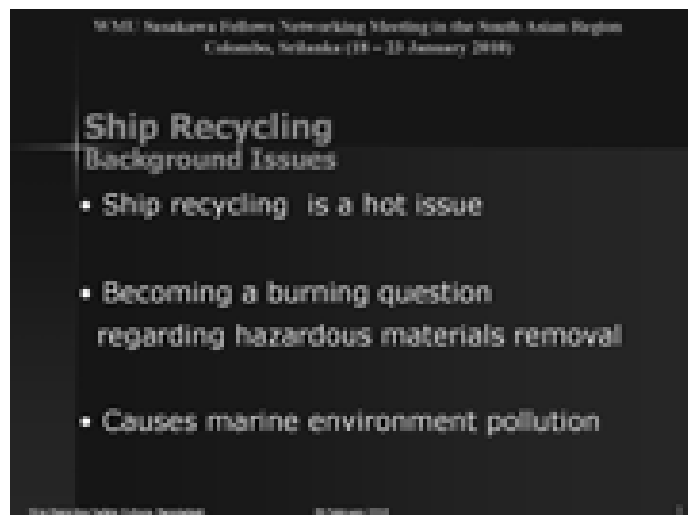 WMU Sasakawa Fellows Networking Meeting in the South Asian Region
Colombo, Srilanka (18 – 23 January 2010)
Ship Recycling
Background Issues
• Ship recycling is a hot issue
• Becoming a burning question
regarding hazardous materials removal
• Causes marine environment pollution